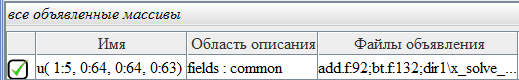 все объявленные массивы
Имя Область описания Файлы объявления
u( 1:5, 0:64, 0:64, 0:63) fields : common add.f:92;bt.f:132;dir1\x_solve_...